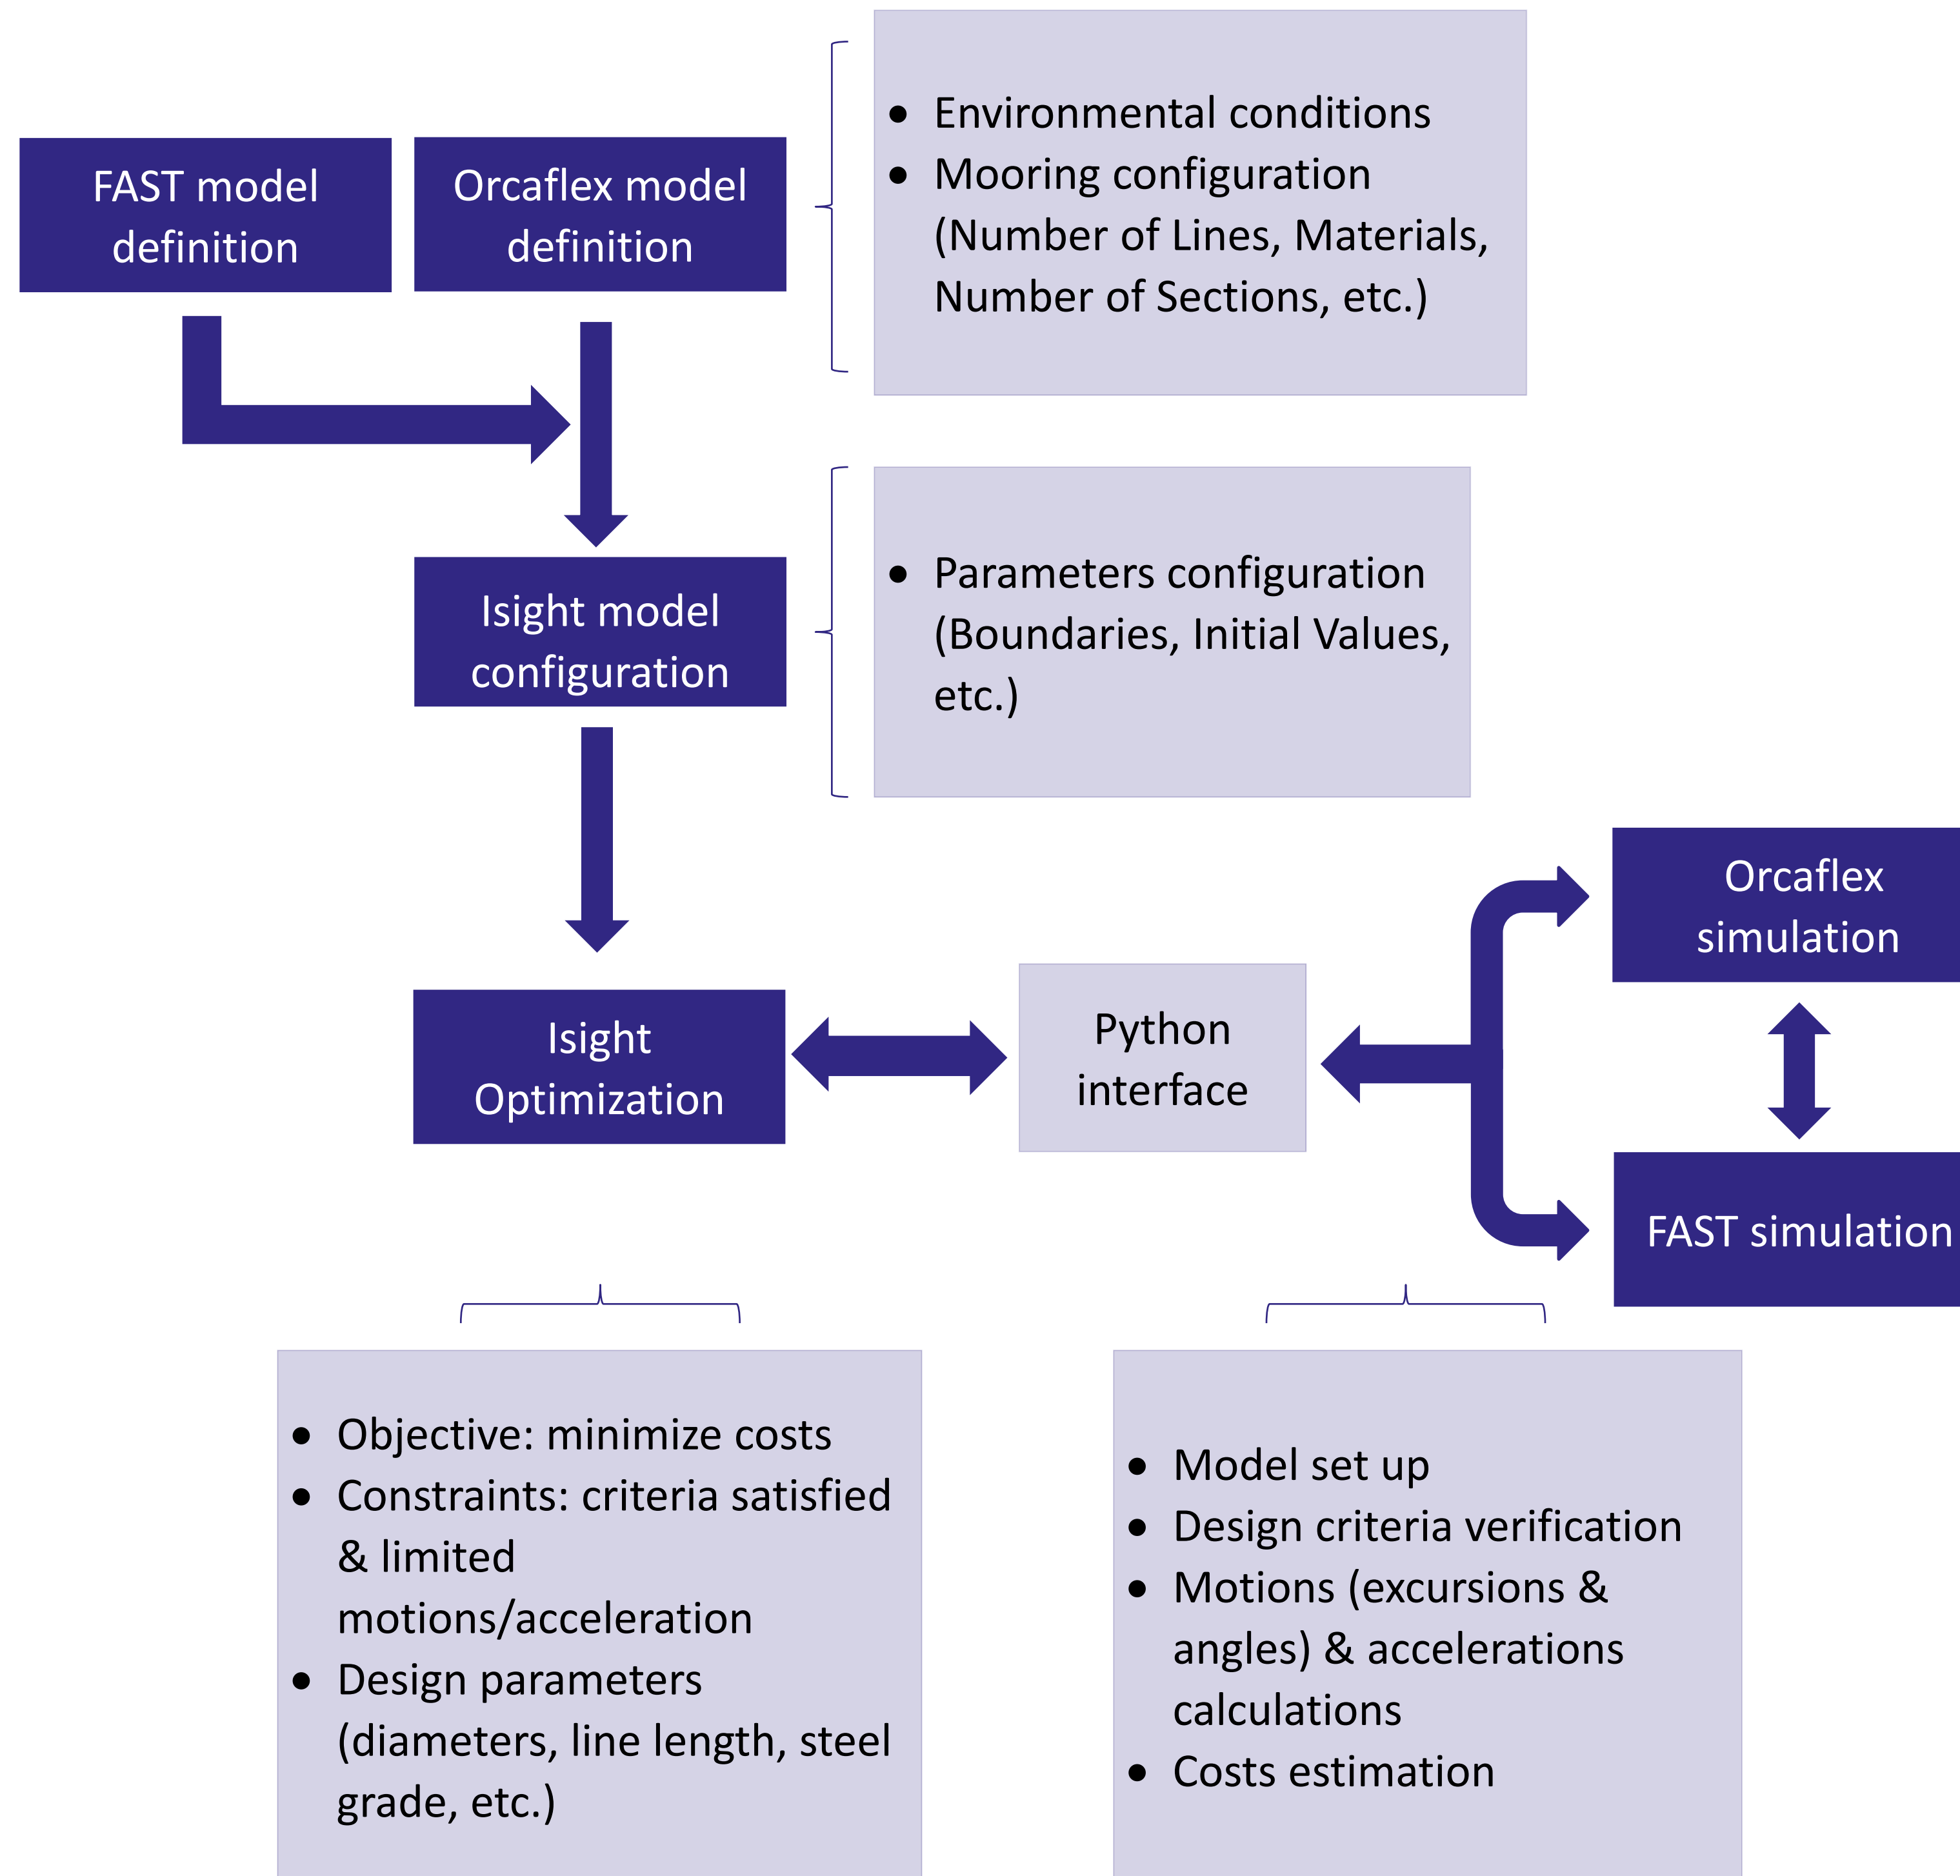 FAST model
definition
Orcaflex model
definition
• Environmental conditions
• Mooring configuration
(Number of Lines, Materials,
Number of Sections, etc.)
Isight model
configuration
• Parameters configuration
(Boundaries, Initial Values,
etc.)
Isight
Optimization
Python
interface
Orcaflex
simulation
FAST simulation
• Objective: minimize costs
• Constraints: criteria satisfied
& limited
motions/acceleration
• Design parameters
(diameters, line length, steel
grade, etc.)
• Model set up
• Design criteria verification
• Motions (excursions &
angles) & accelerations
calculations
• Costs estimation